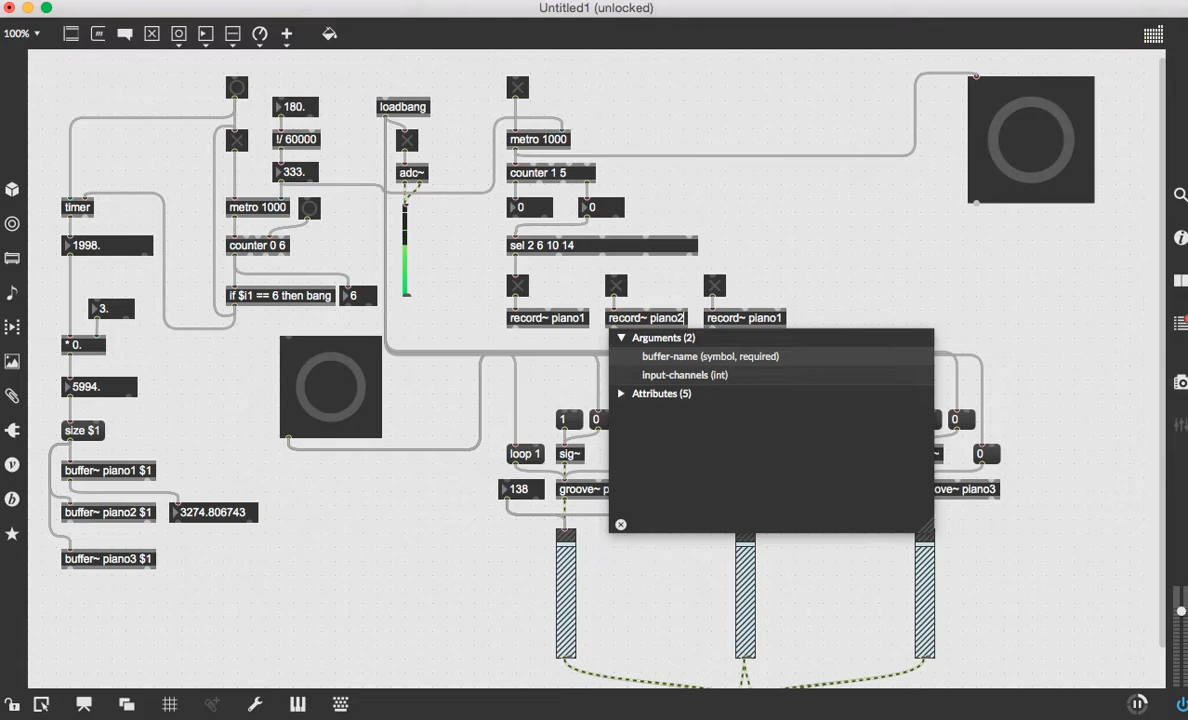 Untitled1 (unlocked)
100%
180.
loadbang
!/ 60000
metro 1000
adc~
333.
counter 1 5
timer
metro 1000
0
0
1998.
counter 0 6
sel 2 6 10 14
if $i1 == 6 then bang
6
3.
record~ piano1
record~ piano2
record~ piano1
* 0.
Arguments (2)
buffer-name (symbol, required)
input-channels (int)
Attributes (5)
5994.
size $1
1
0
0
loop 1
sig~
~
0
buffer~ piano1 $1
138
groove~ p
ove~ piano3
buffer~ piano2 $1
3274.806743
buffer~ piano3 $1